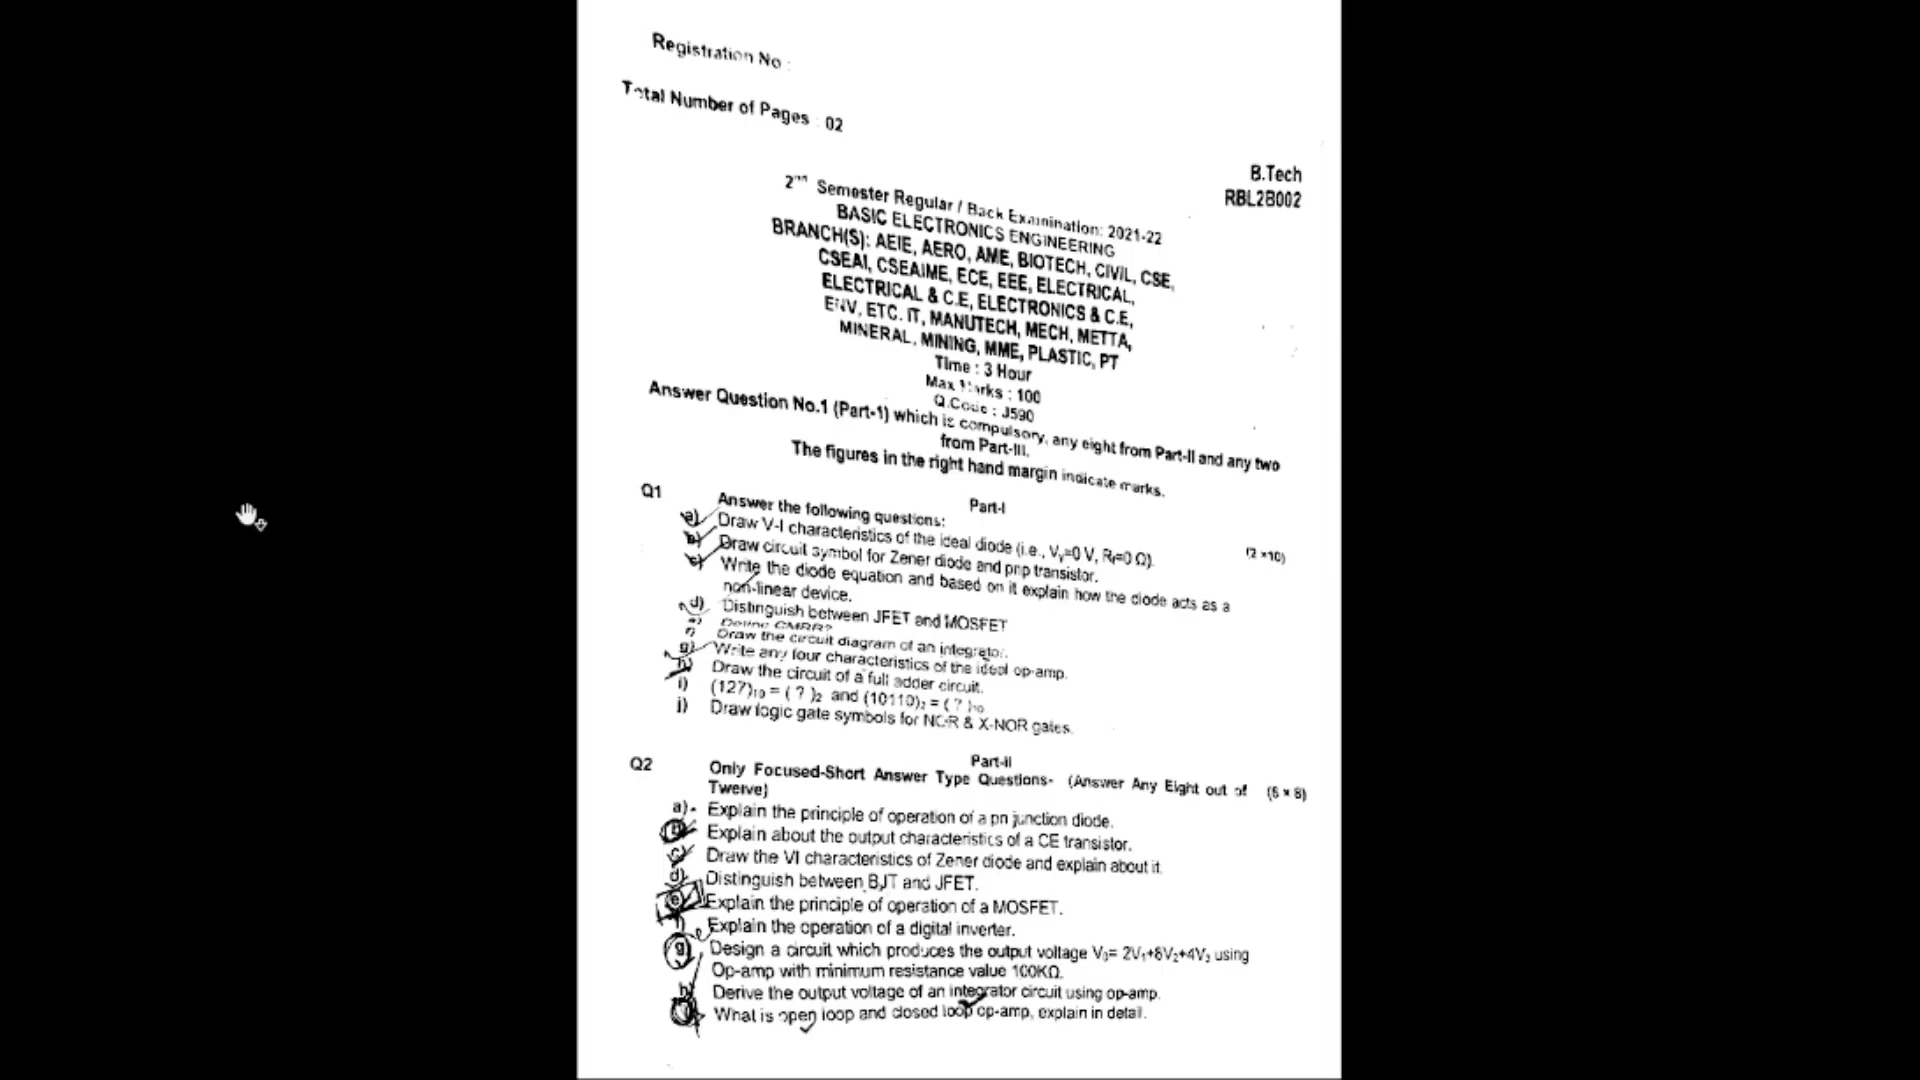 Registration No :
Total Number of Pages : 02
B.Tech
RBL2B002
2nd Semester Regular / Back Examination: 2021-22
BASIC ELECTRONICS ENGINEERING
BRANCH(S): AEIE, AERO, AME, BIOTECH, CIVIL, CSE,
CSEAI, CSEAIME, ECE, EEE, ELECTRICAL,
ELECTRICAL & C.E, ELECTRONICS & C.E,
ENV, ETC. IT, MANUTECH, MECH, METTA,
MINERAL, MINING, MME, PLASTIC, PT
Time : 3 Hour
Max Marks : 100
Q.Code : J590
Answer Question No.1 (Part-1) which is compulsory, any eight from Part-II and any two
from Part-III.
The figures in the right hand margin indicate marks.
Part-I
Q1 Answer the following questions: (2 x10)
a) Draw V-I characteristics of the ideal diode (i.e., Vγ=0 V, Rf=0 Ω).
b) Draw circuit symbol for Zener diode and pnp transistor.
c) Write the diode equation and based on it explain how the diode acts as a
non-linear device.
d) Distinguish between JFET and MOSFET
e) Define CMRR?
f) Draw the circuit diagram of an integrator.
g) Write any four characteristics of the ideal op-amp.
h) Draw the circuit of a full adder circuit.
i) (127)₁₀ = ( ? )₂ and (10110)₂ = ( ? )₁₀
j) Draw logic gate symbols for NOR & X-NOR gates.
Part-II
Q2 Only Focused-Short Answer Type Questions- (Answer Any Eight out of (6 x 8)
Twelve)
a) Explain the principle of operation of a pn junction diode.
b) Explain about the output characteristics of a CE transistor.
c) Draw the VI characteristics of Zener diode and explain about it.
d) Distinguish between BJT and JFET.
e) Explain the principle of operation of a MOSFET.
f) Explain the operation of a digital inverter.
g) Design a circuit which produces the output voltage V₀= 2V₁+8V₂+4V₃ using
Op-amp with minimum resistance value 100KΩ.
h) Derive the output voltage of an integrator circuit using op-amp.
What is open loop and closed loop op-amp, explain in detail.